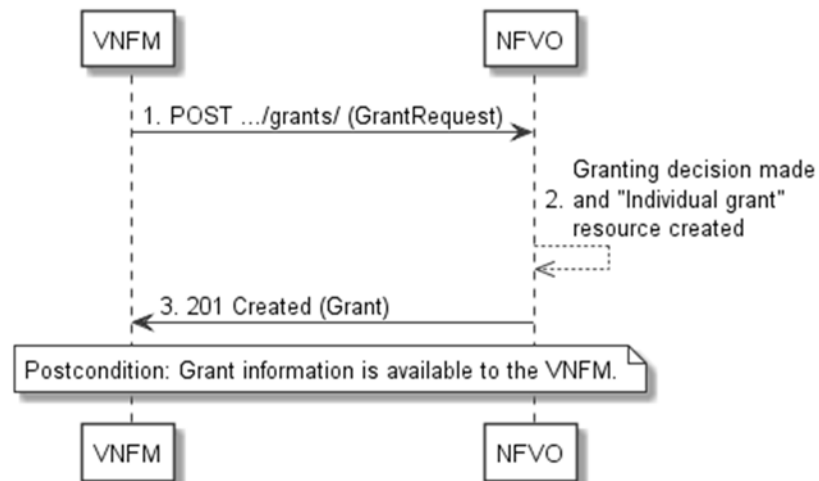 VNFM
NFVO
1. POST .../grants/ (GrantRequest)
Granting decision made
2. and "Individual grant"
resource created
3. 201 Created (Grant)
Postcondition: Grant information is available to the VNFM.
VNFM
NFVO